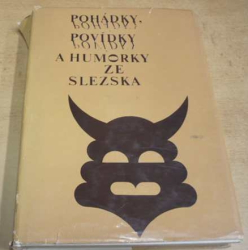 POHÁDKY,
POVÍDKY
A HUMORKY
ZE
SLEZSKA